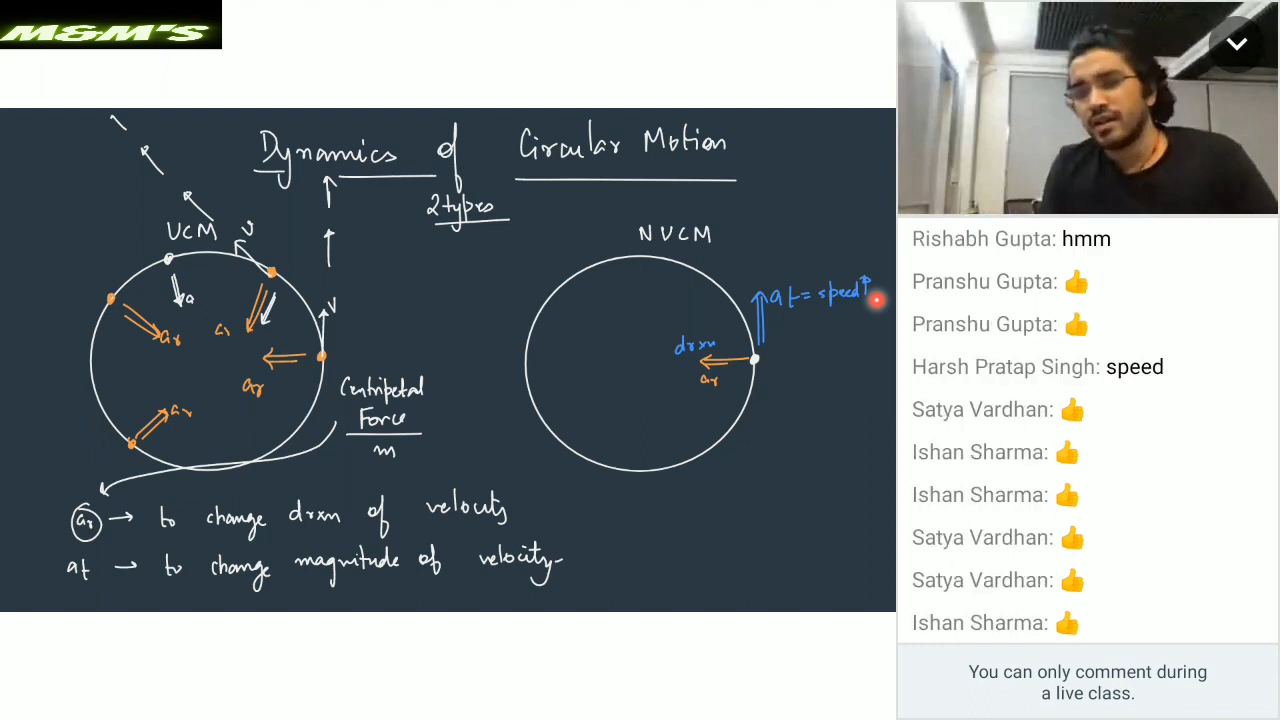 M&M'S
Dynamics of Circular Motion
2 types
UCM
NUCM
v
v
a
ar
ar
ar
ar
at = speed↑
drxn
ar
Centripetal
Force
m
ar → to change drxn of velocity
at → to change magnitude of velocity
Rishabh Gupta: hmm
Pranshu Gupta: 👍
Pranshu Gupta: 👍
Harsh Pratap Singh: speed
Satya Vardhan: 👍
Ishan Sharma: 👍
Ishan Sharma: 👍
Satya Vardhan: 👍
Satya Vardhan: 👍
Ishan Sharma: 👍
You can only comment during
a live class.